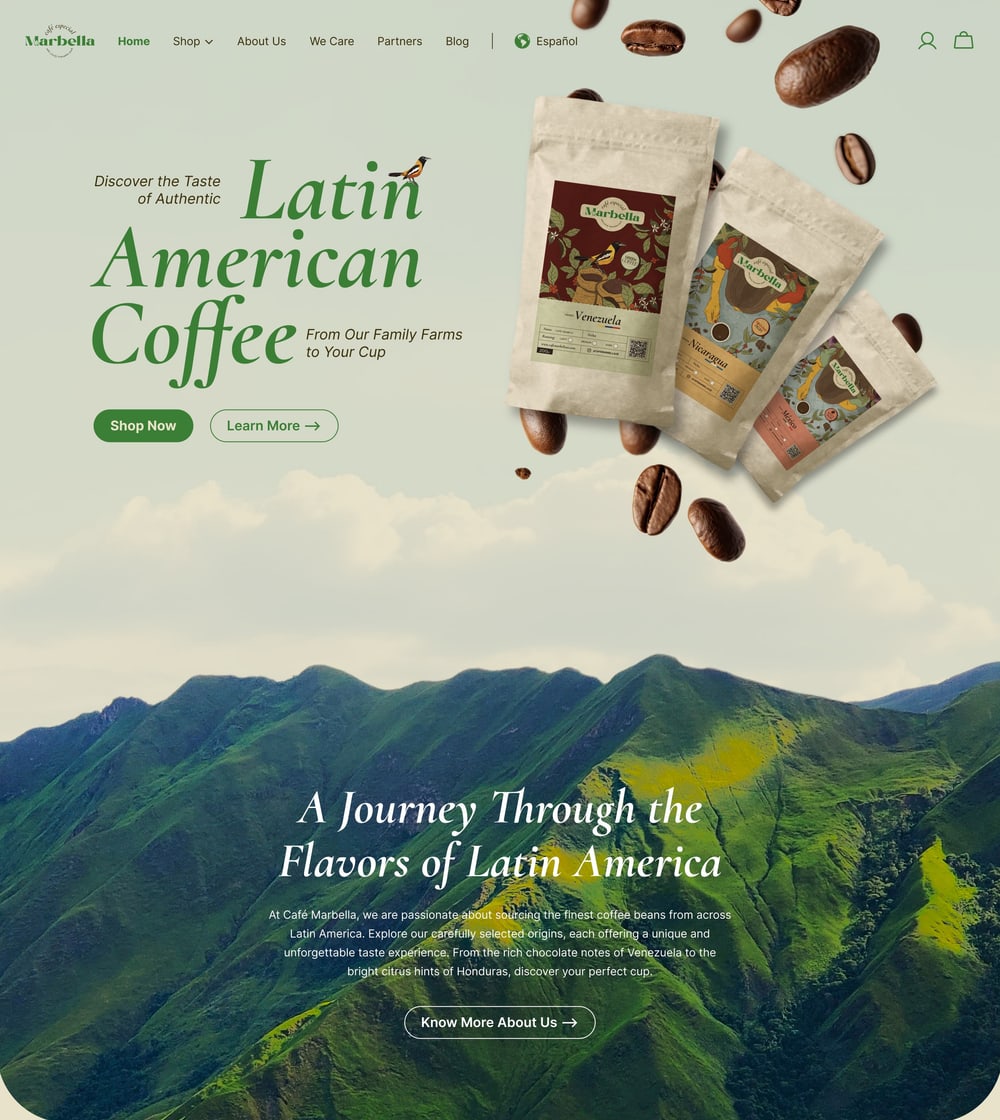 café especial
Marbella
Home
Shop
About Us
We Care
Partners
Blog
Español
Discover the Taste
of Authentic
Latin
American
Coffee
From Our Family Farms
to Your Cup
Shop Now
Learn More →
café especial
Marbella
Venezuela
Marbella
Nicaragua
Marbella
México
A Journey Through the
Flavors of Latin America
At Café Marbella, we are passionate about sourcing the finest coffee beans from across
Latin America. Explore our carefully selected origins, each offering a unique and
unforgettable taste experience. From the rich chocolate notes of Venezuela to the
bright citrus hints of Honduras, discover your perfect cup.
Know More About Us →